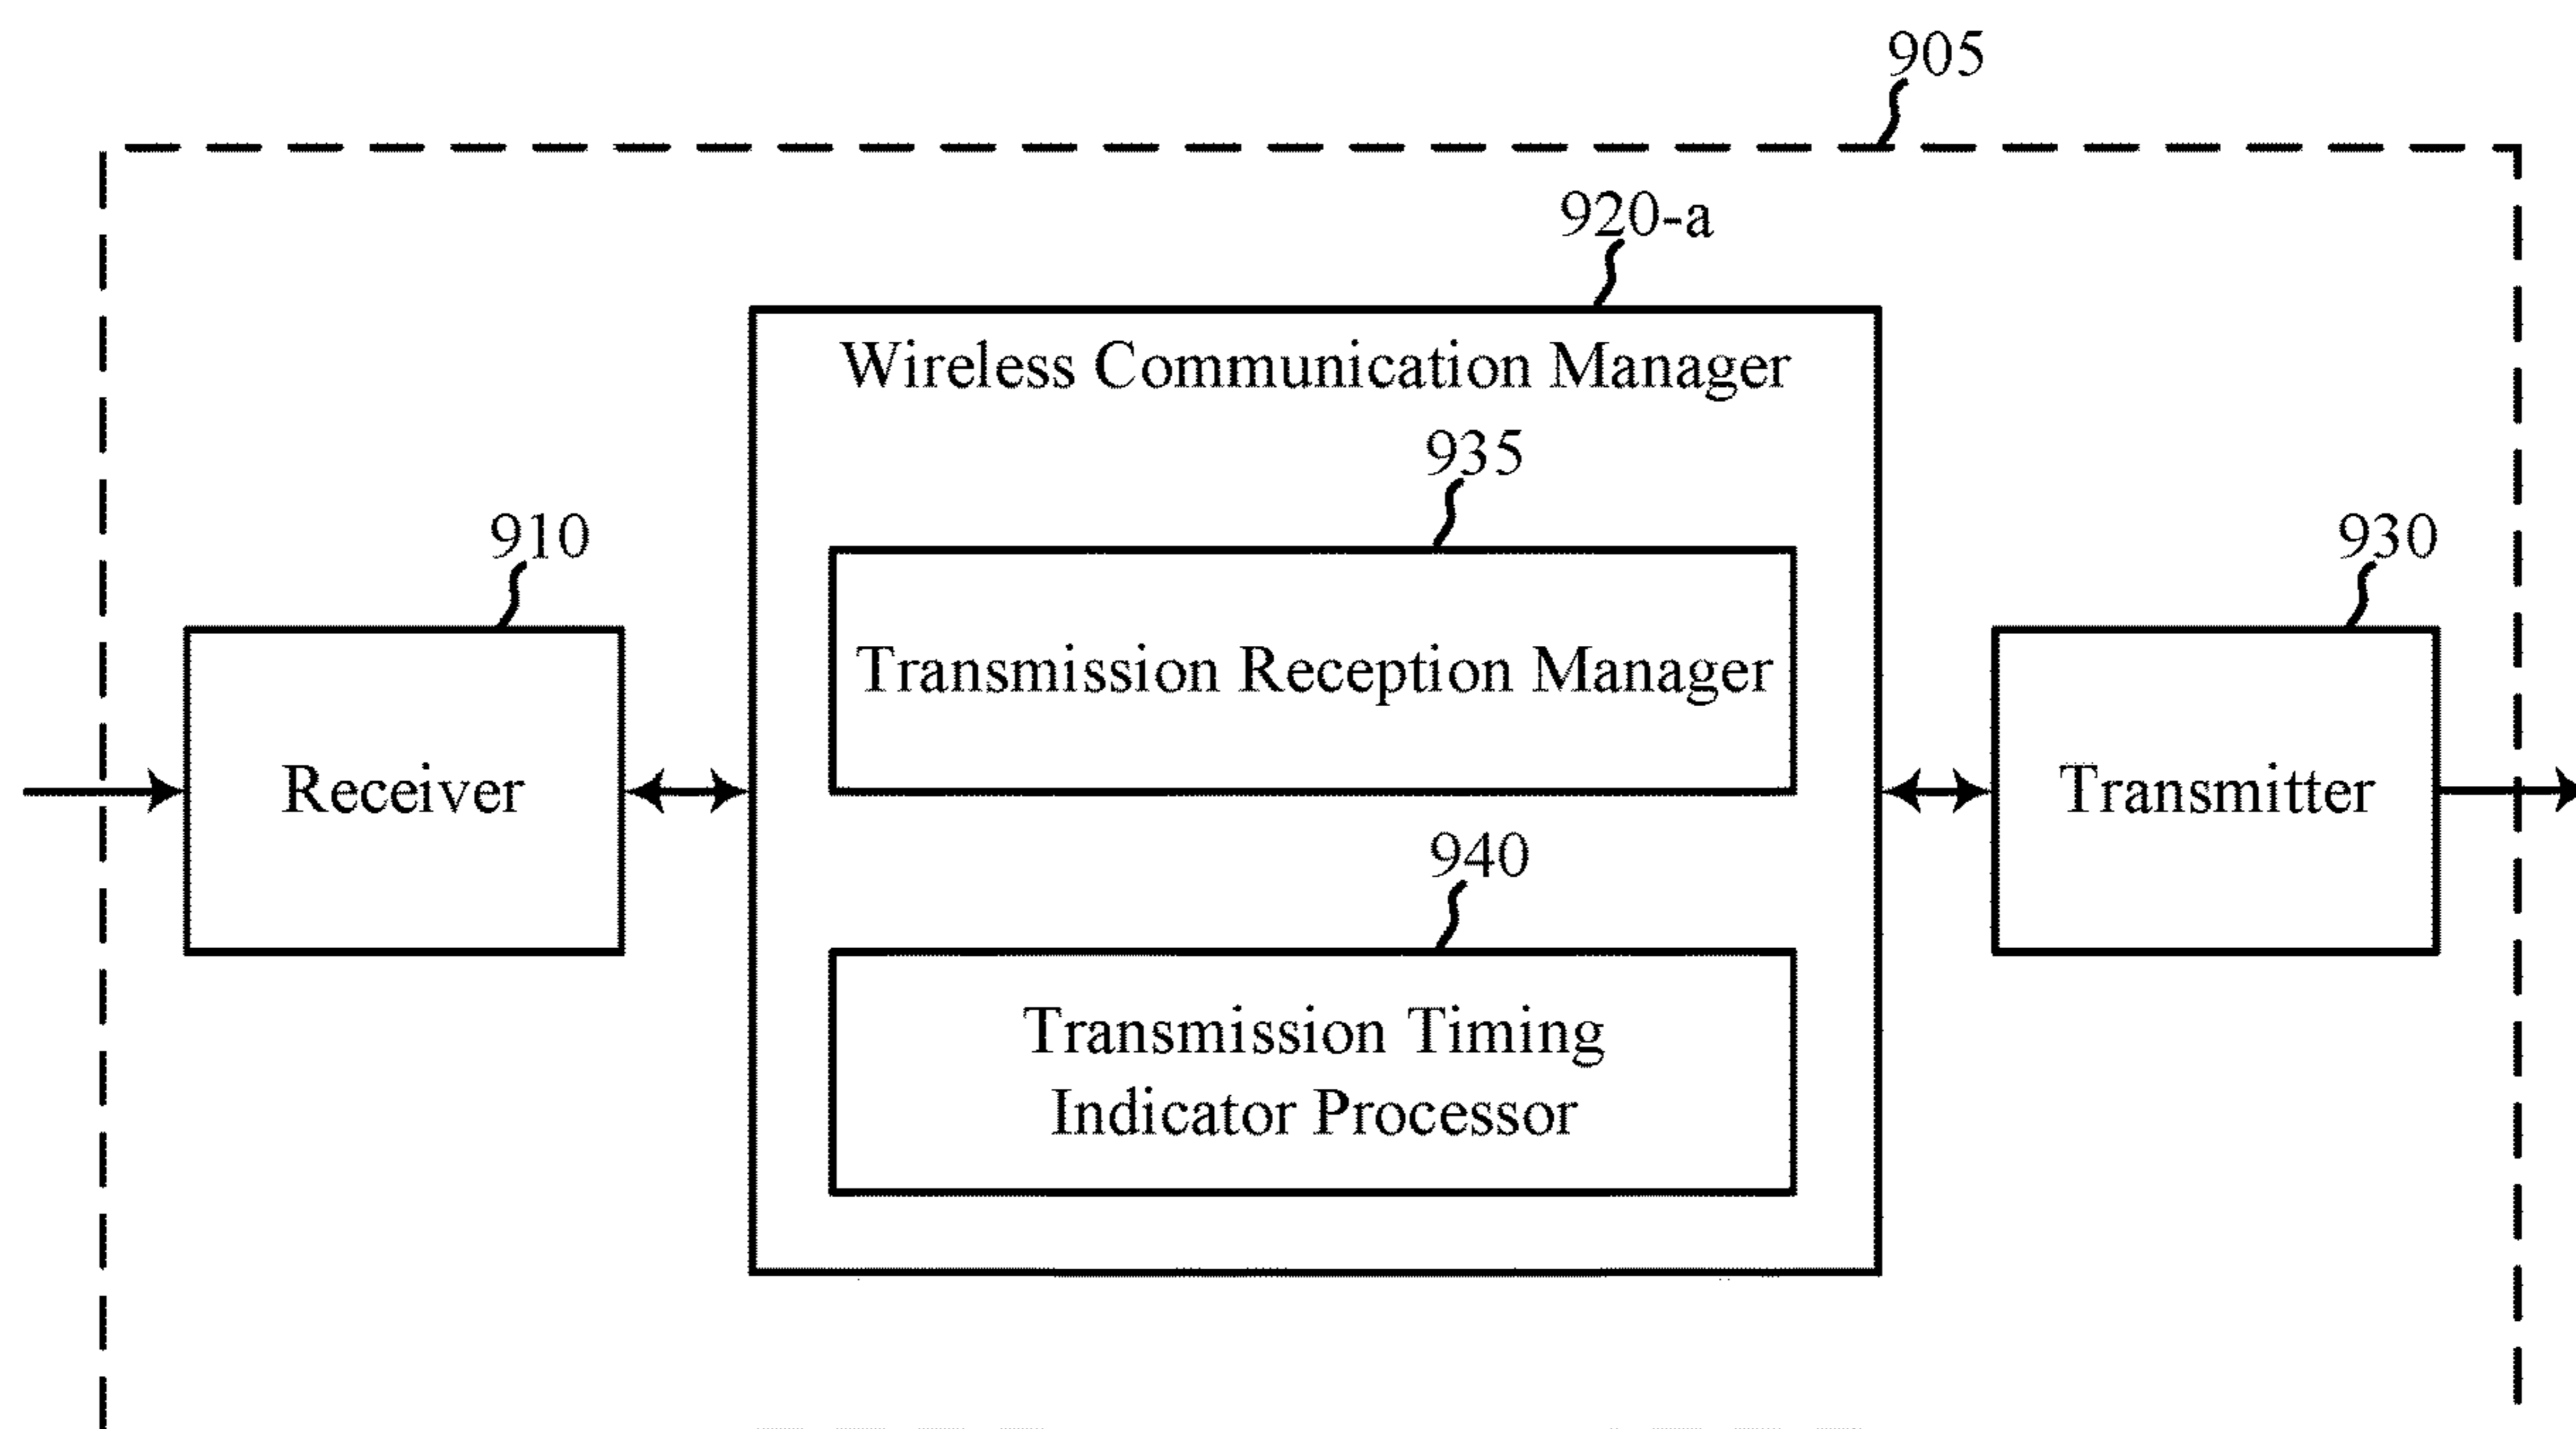 905
920-a
Wireless Communication Manager
935
910
930
Transmission Reception Manager
Receiver
Transmitter
940
Transmission Timing
Indicator Processor